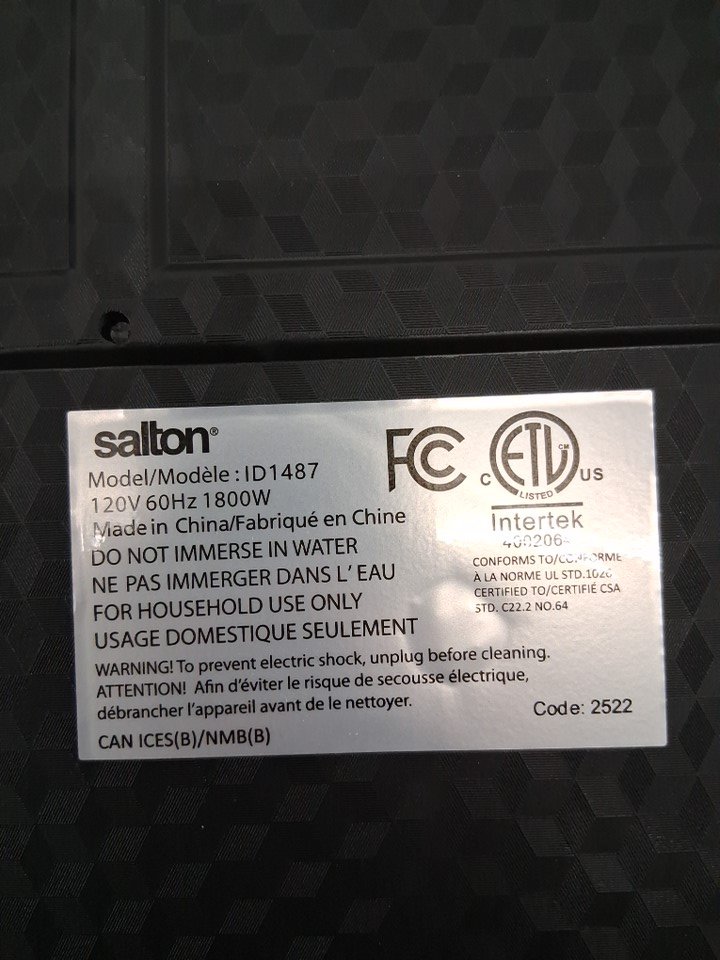 salton®
Model/Modèle : ID1487
120V 60Hz 1800W
Made in China/Fabriqué en Chine
DO NOT IMMERSE IN WATER
NE PAS IMMERGER DANS L' EAU
FOR HOUSEHOLD USE ONLY
USAGE DOMESTIQUE SEULEMENT
WARNING! To prevent electric shock, unplug before cleaning.
ATTENTION! Afin d'éviter le risque de secousse électrique,
débrancher l'appareil avant de le nettoyer.
CAN ICES(B)/NMB(B)
FCC
C ETL CM US
LISTED
Intertek
CONFORMS TO/CONFORME
À LA NORME UL STD.1026
CERTIFIED TO/CERTIFIÉ CSA
STD. C22.2 NO.64
Code: 2522